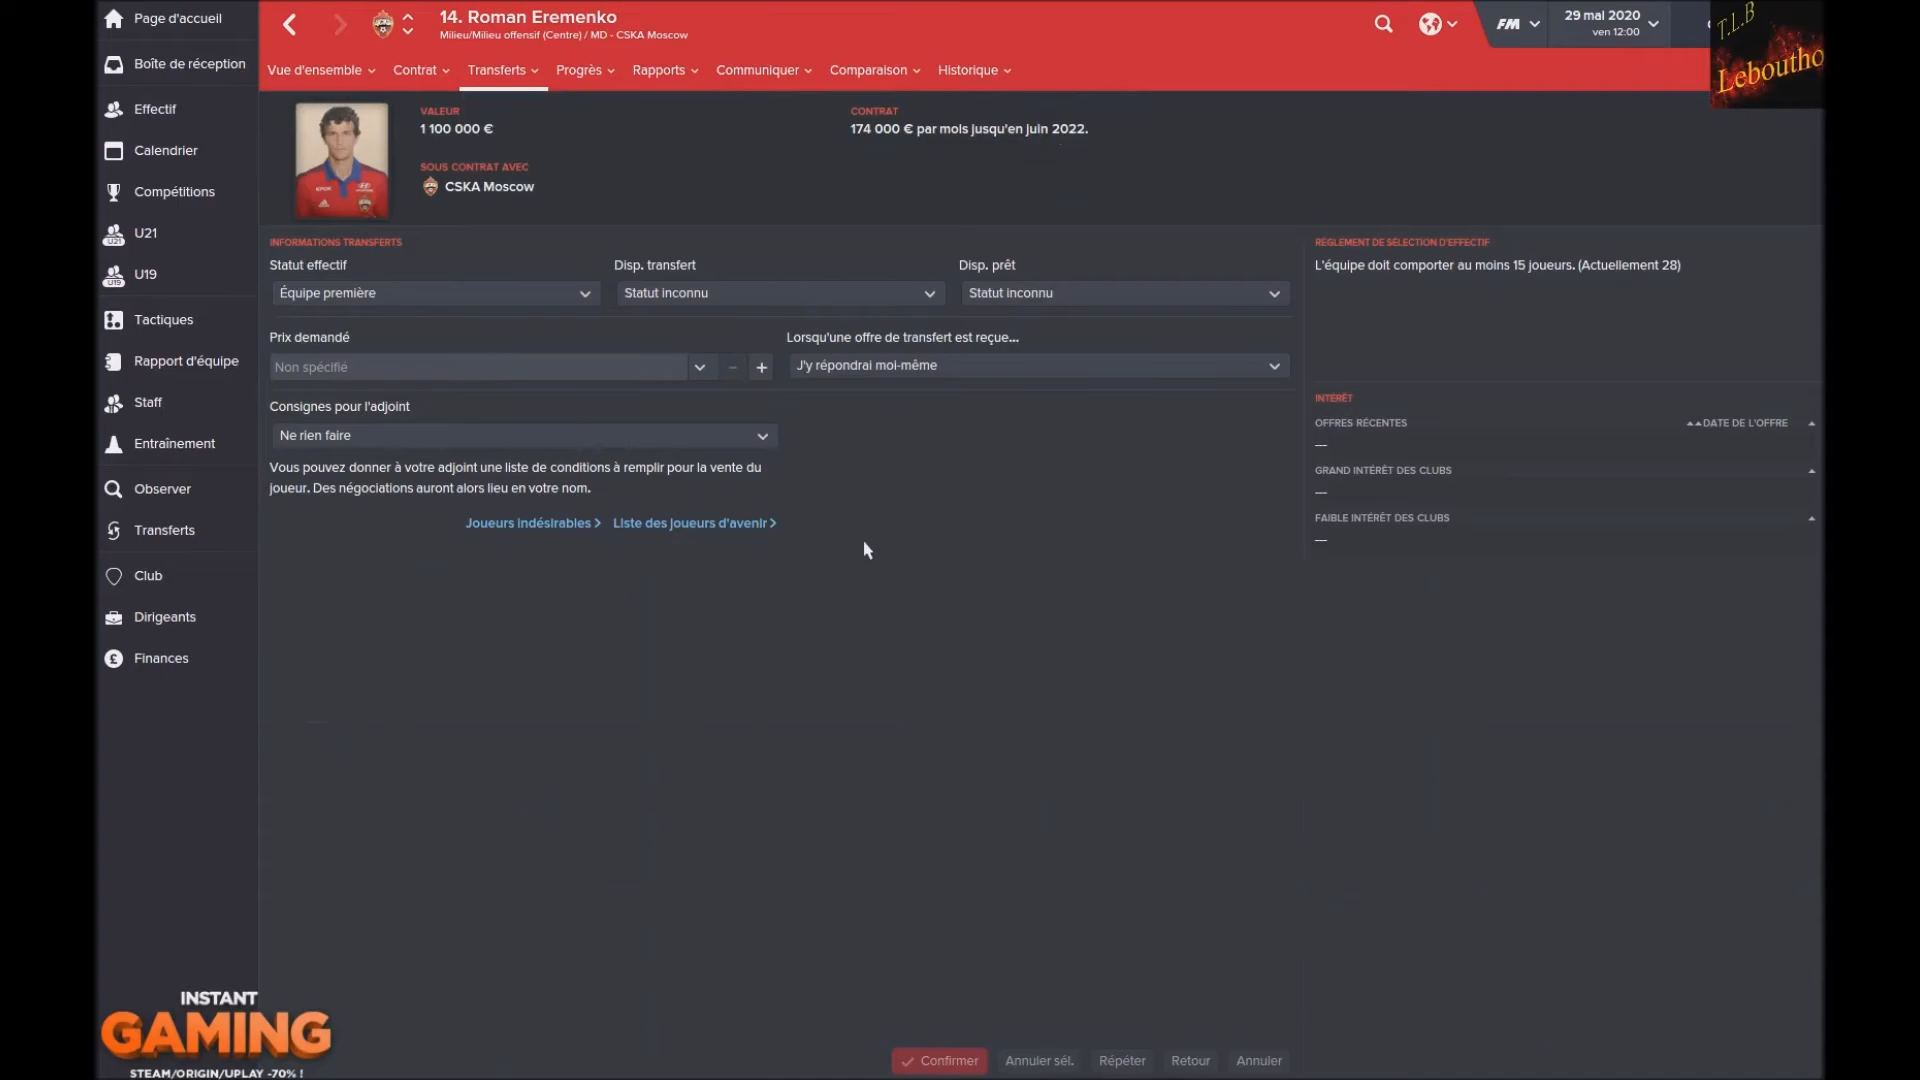 Page d'accueil
Boîte de réception
Effectif
Calendrier
Compétitions
U21
U21
U19
U19
Tactiques
Rapport d'équipe
Staff
Entraînement
Observer
Transferts
Club
Dirigeants
Finances
INSTANT
GAMING
STEAM/ORIGIN/UPLAY -70% !
14. Roman Eremenko
Milieu/Milieu offensif (Centre) / MD - CSKA Moscow
FM
29 mai 2020
ven 12:00
T.L.B
Leboutho
Vue d'ensemble
Contrat
Transferts
Progrès
Rapports
Communiquer
Comparaison
Historique
VALEUR
1 100 000 €
SOUS CONTRAT AVEC
CSKA Moscow
CONTRAT
174 000 € par mois jusqu'en juin 2022.
INFORMATIONS TRANSFERTS
Statut effectif
Disp. transfert
Disp. prêt
Équipe première
Statut inconnu
Statut inconnu
Prix demandé
Lorsqu'une offre de transfert est reçue...
Non spécifié
J'y répondrai moi-même
Consignes pour l'adjoint
Ne rien faire
Vous pouvez donner à votre adjoint une liste de conditions à remplir pour la vente du
joueur. Des négociations auront alors lieu en votre nom.
Joueurs indésirables >
Liste des joueurs d'avenir >
RÈGLEMENT DE SÉLECTION D'EFFECTIF
L'équipe doit comporter au moins 15 joueurs. (Actuellement 28)
INTÉRÊT
OFFRES RÉCENTES
DATE DE L'OFFRE
---
GRAND INTÉRÊT DES CLUBS
---
FAIBLE INTÉRÊT DES CLUBS
---
Confirmer
Annuler sél.
Répéter
Retour
Annuler